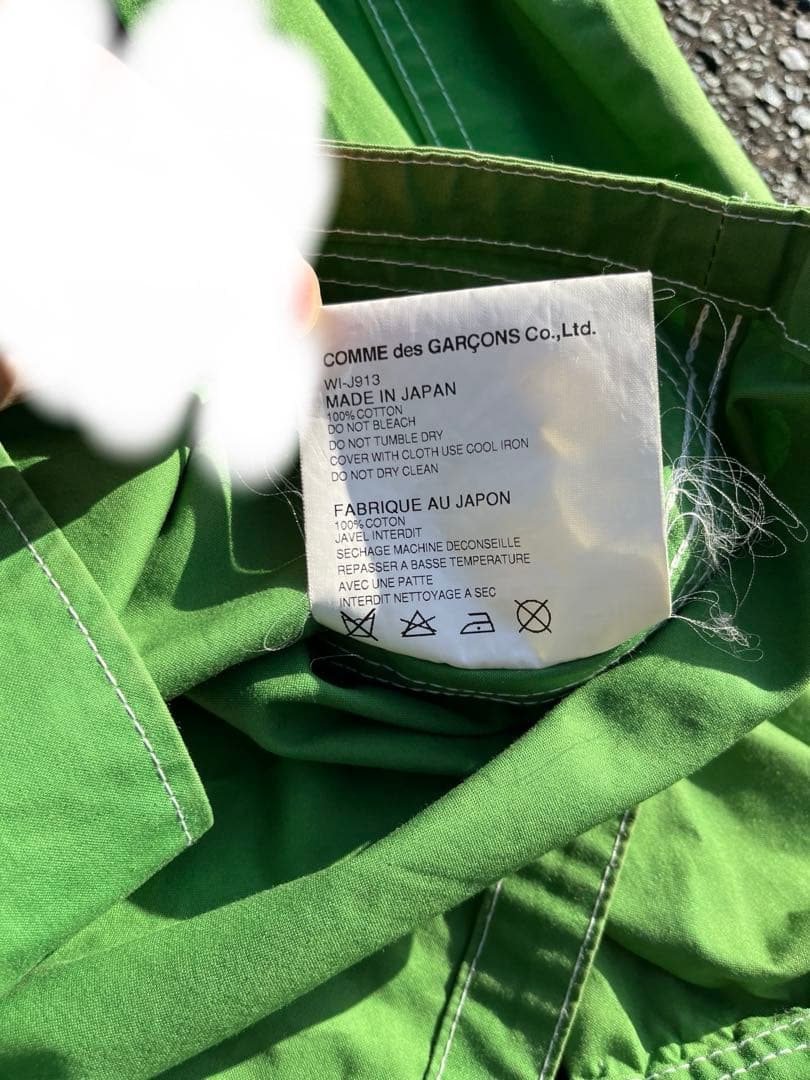 COMME des GARÇONS Co.,Ltd.
WI-J913
MADE IN JAPAN
100% COTTON
DO NOT BLEACH
DO NOT TUMBLE DRY
COVER WITH CLOTH USE COOL IRON
DO NOT DRY CLEAN
FABRIQUE AU JAPON
100% COTON
JAVEL INTERDIT
SECHAGE MACHINE DECONSEILLE
REPASSER A BASSE TEMPERATURE
AVEC UNE PATTE
INTERDIT NETTOYAGE A SEC